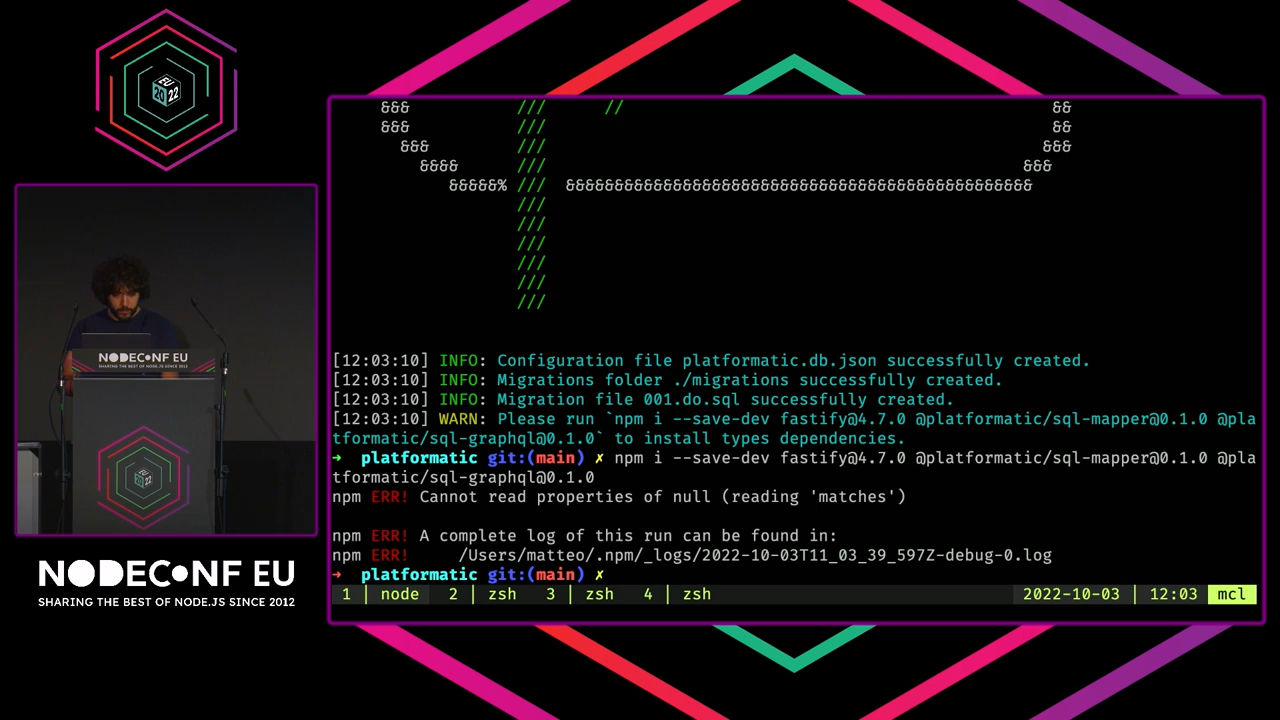 EU
20
22
&&& /// // &&
&&& /// &&
&&& /// &&&
&&&& /// &&&
&&&&&% /// &&&&&&&&&&&&&&&&&&&&&&&&&&&&&&&&&&&&&&&&&&&&&&&&
///
///
///
///
///
///
[12:03:10] INFO: Configuration file platformatic.db.json successfully created.
[12:03:10] INFO: Migrations folder ./migrations successfully created.
[12:03:10] INFO: Migration file 001.do.sql successfully created.
[12:03:10] WARN: Please run `npm i --save-dev fastify@4.7.0 @platformatic/sql-mapper@0.1.0 @pla
tformatic/sql-graphql@0.1.0` to install types dependencies.
➜ platformatic git:(main) ✗ npm i --save-dev fastify@4.7.0 @platformatic/sql-mapper@0.1.0 @pla
tformatic/sql-graphql@0.1.0
npm ERR! Cannot read properties of null (reading 'matches')
npm ERR! A complete log of this run can be found in:
npm ERR! /Users/matteo/.npm/_logs/2022-10-03T11_03_39_597Z-debug-0.log
➜ platformatic git:(main) ✗
1 | node 2 | zsh 3 | zsh 4 | zsh 2022-10-03 | 12:03 mcl
NODECONF EU
SHARING THE BEST OF NODE.JS SINCE 2012
NODECONF EU
SHARING THE BEST OF NODE.JS SINCE 2012